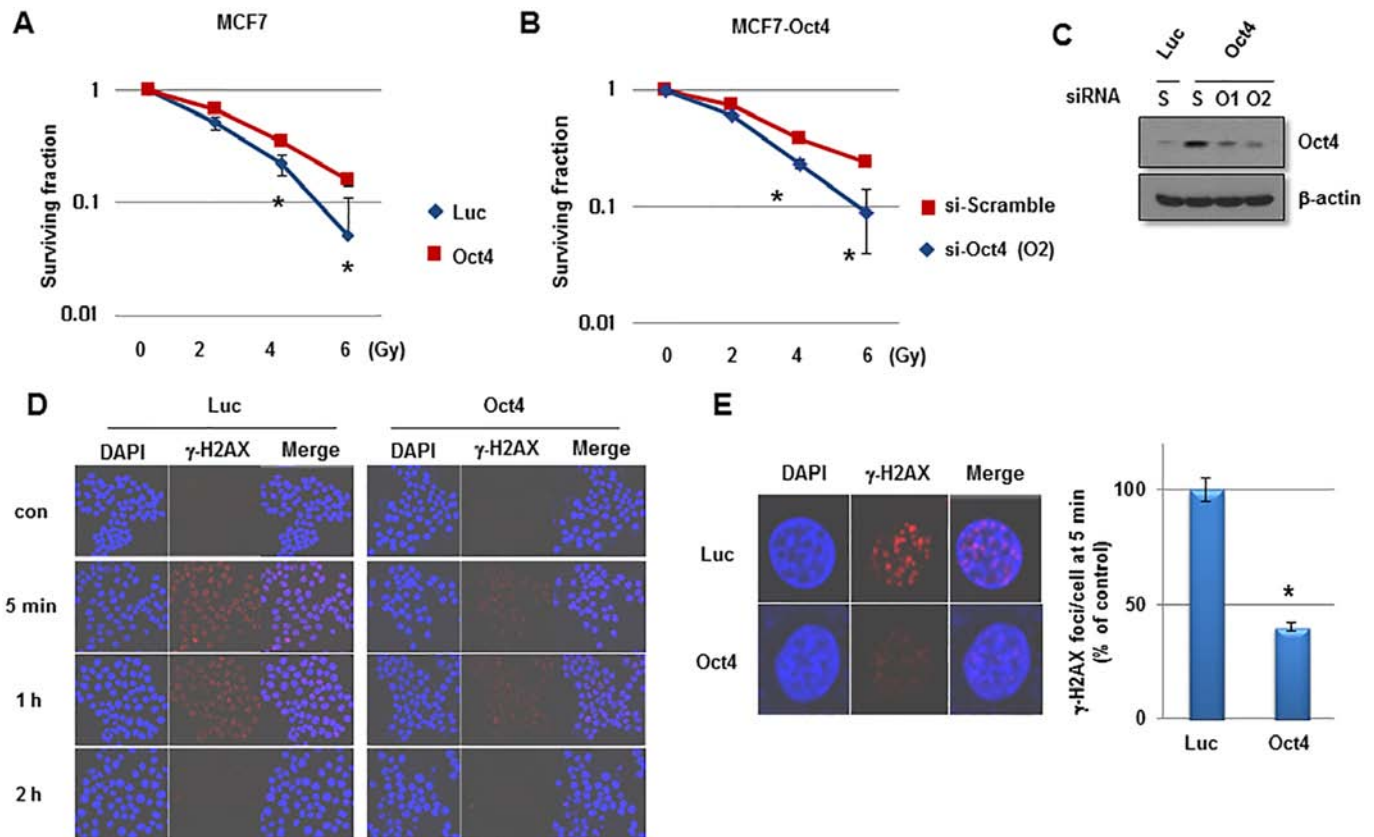 A
MCF7
Surviving fraction
1
0.1
0.01
0 2 4 6 (Gy)
*
*
Luc
Oct4
B
MCF7-Oct4
Surviving fraction
1
0.1
0.01
0 2 4 6 (Gy)
*
*
si-Scramble
si-Oct4 (O2)
C
Luc Oct4
siRNA S S O1 O2
Oct4
β-actin
D
Luc Oct4
DAPI γ-H2AX Merge DAPI γ-H2AX Merge
con
5 min
1 h
2 h
E
DAPI γ-H2AX Merge
Luc
Oct4
γ-H2AX foci/cell at 5 min
(% of control)
100
50
0
*
Luc Oct4